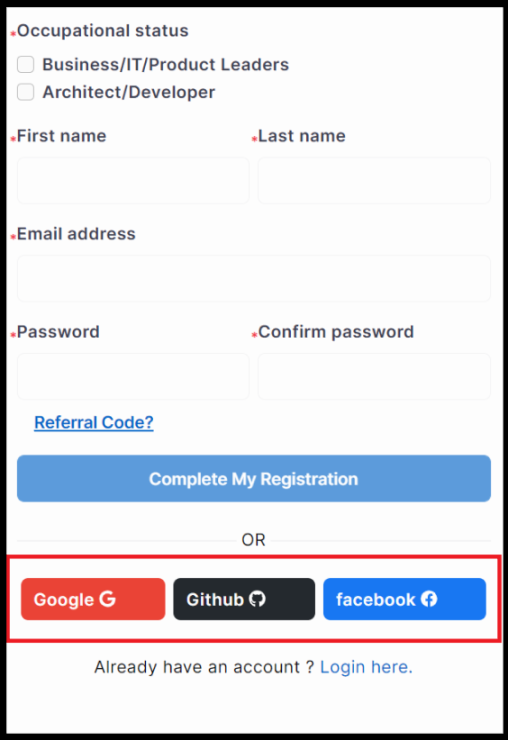 *Occupational status
Business/IT/Product Leaders
Architect/Developer
*First name *Last name
*Email address
*Password *Confirm password
Referral Code?
Complete My Registration
OR
Google Github facebook
Already have an account ? Login here.